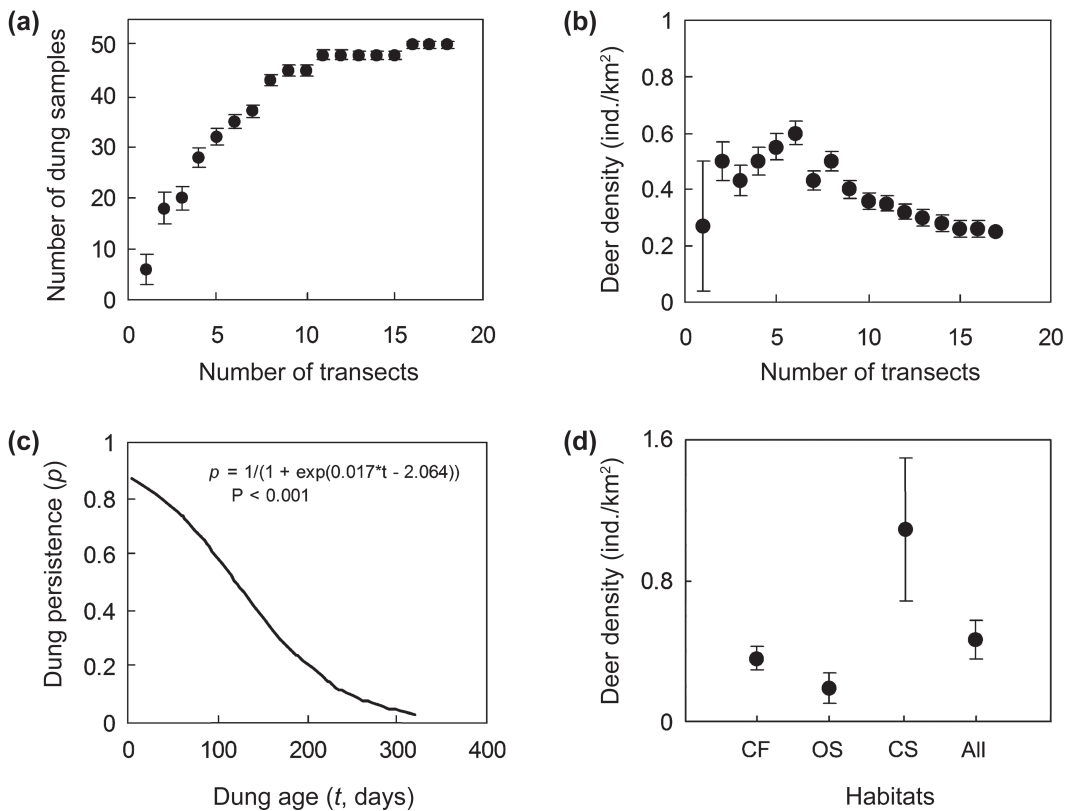 (a)
Number of dung samples
50
40
30
20
10
0
0 5 10 15 20
Number of transects
(b)
Deer density (ind./km²)
1
0.8
0.6
0.4
0.2
0
0 5 10 15 20
Number of transects
(c)
Dung persistence (p)
1
0.8
0.6
0.4
0.2
0
p = 1/(1 + exp(0.017*t - 2.064))
P < 0.001
0 100 200 300 400
Dung age (t, days)
(d)
Deer density (ind./km²)
1.6
0.8
0
CF OS CS All
Habitats